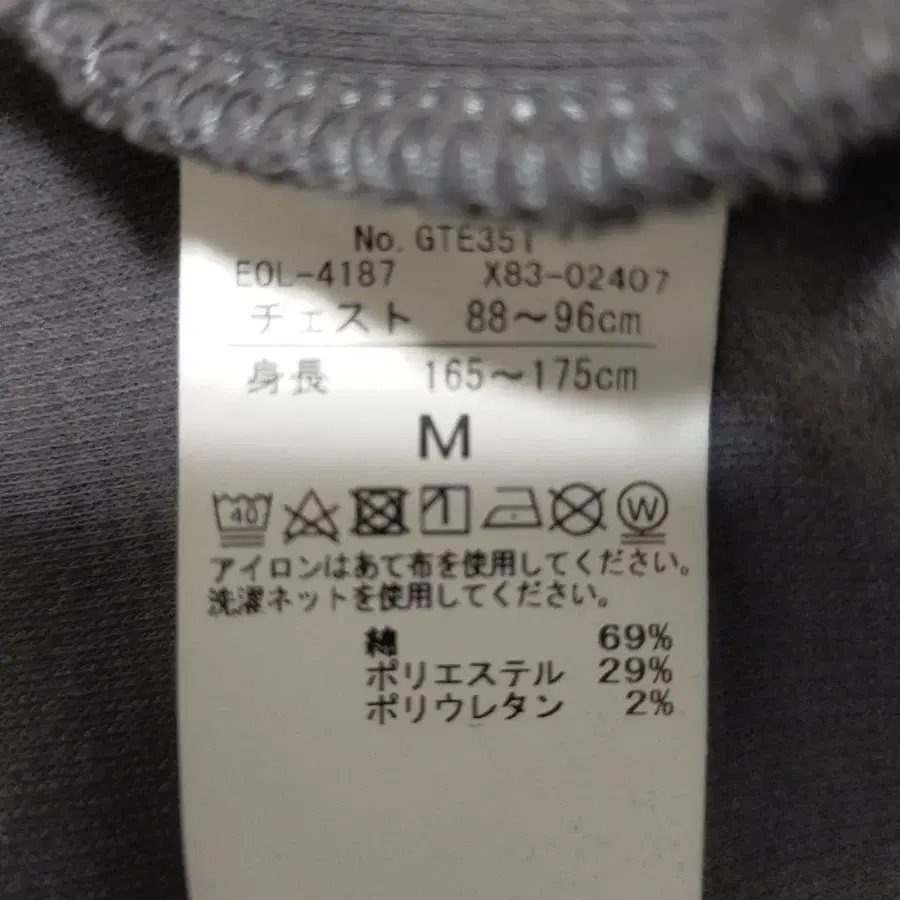 No. GTE351
EOL-4187 X83-02407
チェスト 88～96cm
身長 165～175cm
M
40 W
アイロンはあて布を使用してください。
洗濯ネットを使用してください。
綿 69%
ポリエステル 29%
ポリウレタン 2%